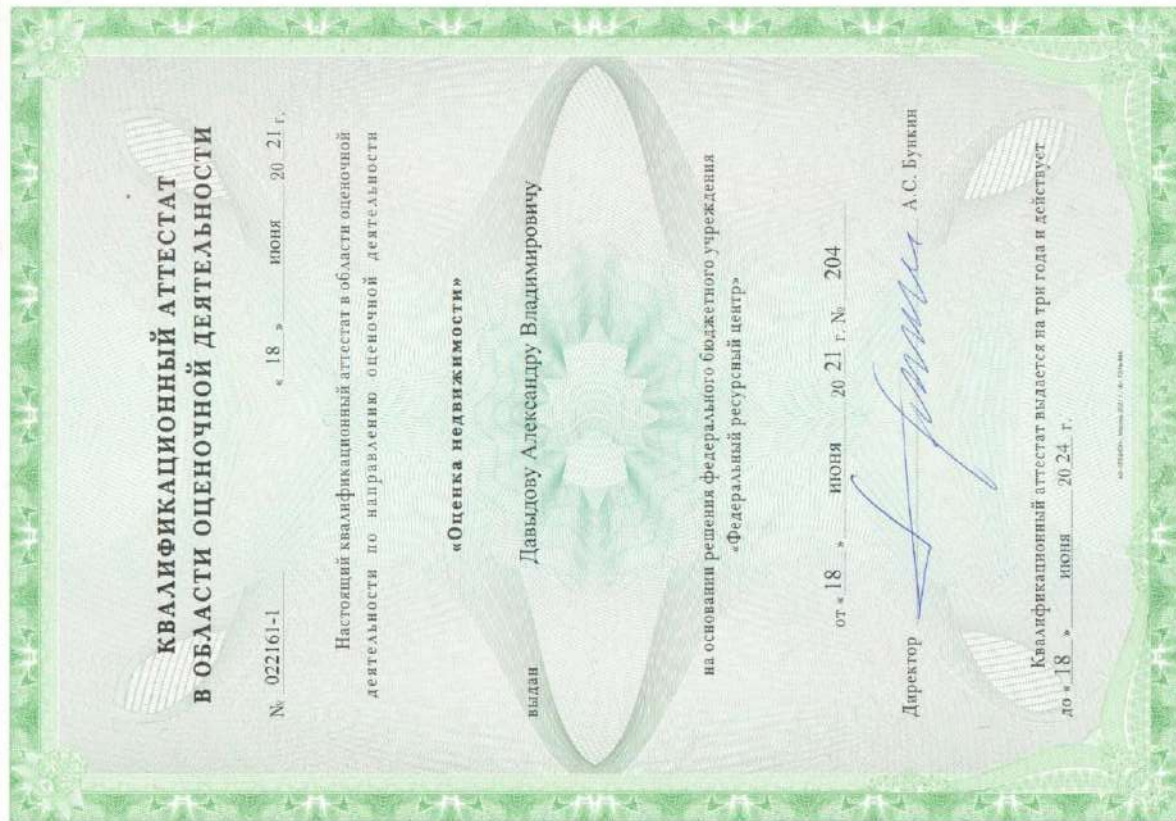 КВАЛИФИКАЦИОННЫЙ АТТЕСТАТ
В ОБЛАСТИ ОЦЕНОЧНОЙ ДЕЯТЕЛЬНОСТИ
№ 022161-1 « 18 » июня 20 21 г.
Настоящий квалификационный аттестат в области оценочной
деятельности по направлению оценочной деятельности
«Оценка недвижимости»
выдан Давыдову Александру Владимировичу
на основании решения федерального бюджетного учреждения
«Федеральный ресурсный центр»
от « 18 » июня 20 21 г. № 204
Директор А.С. Бункин
Квалификационный аттестат выдается на три года и действует
до « 18 » июня 20 24 г.